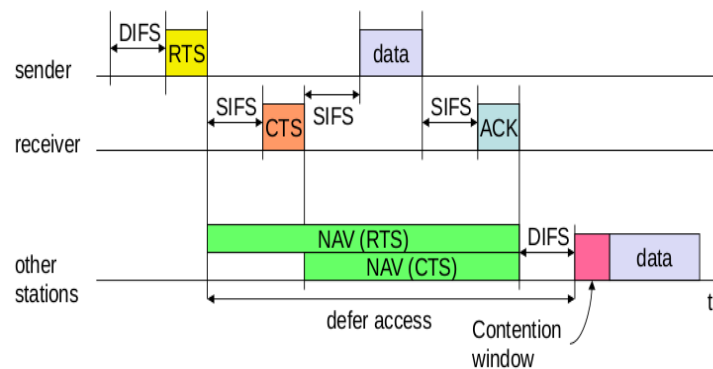 DIFS
RTS
data
sender
SIFS
SIFS
SIFS
CTS
ACK
receiver
NAV (RTS)
DIFS
NAV (CTS)
data
other
stations
defer access
t
Contention
window